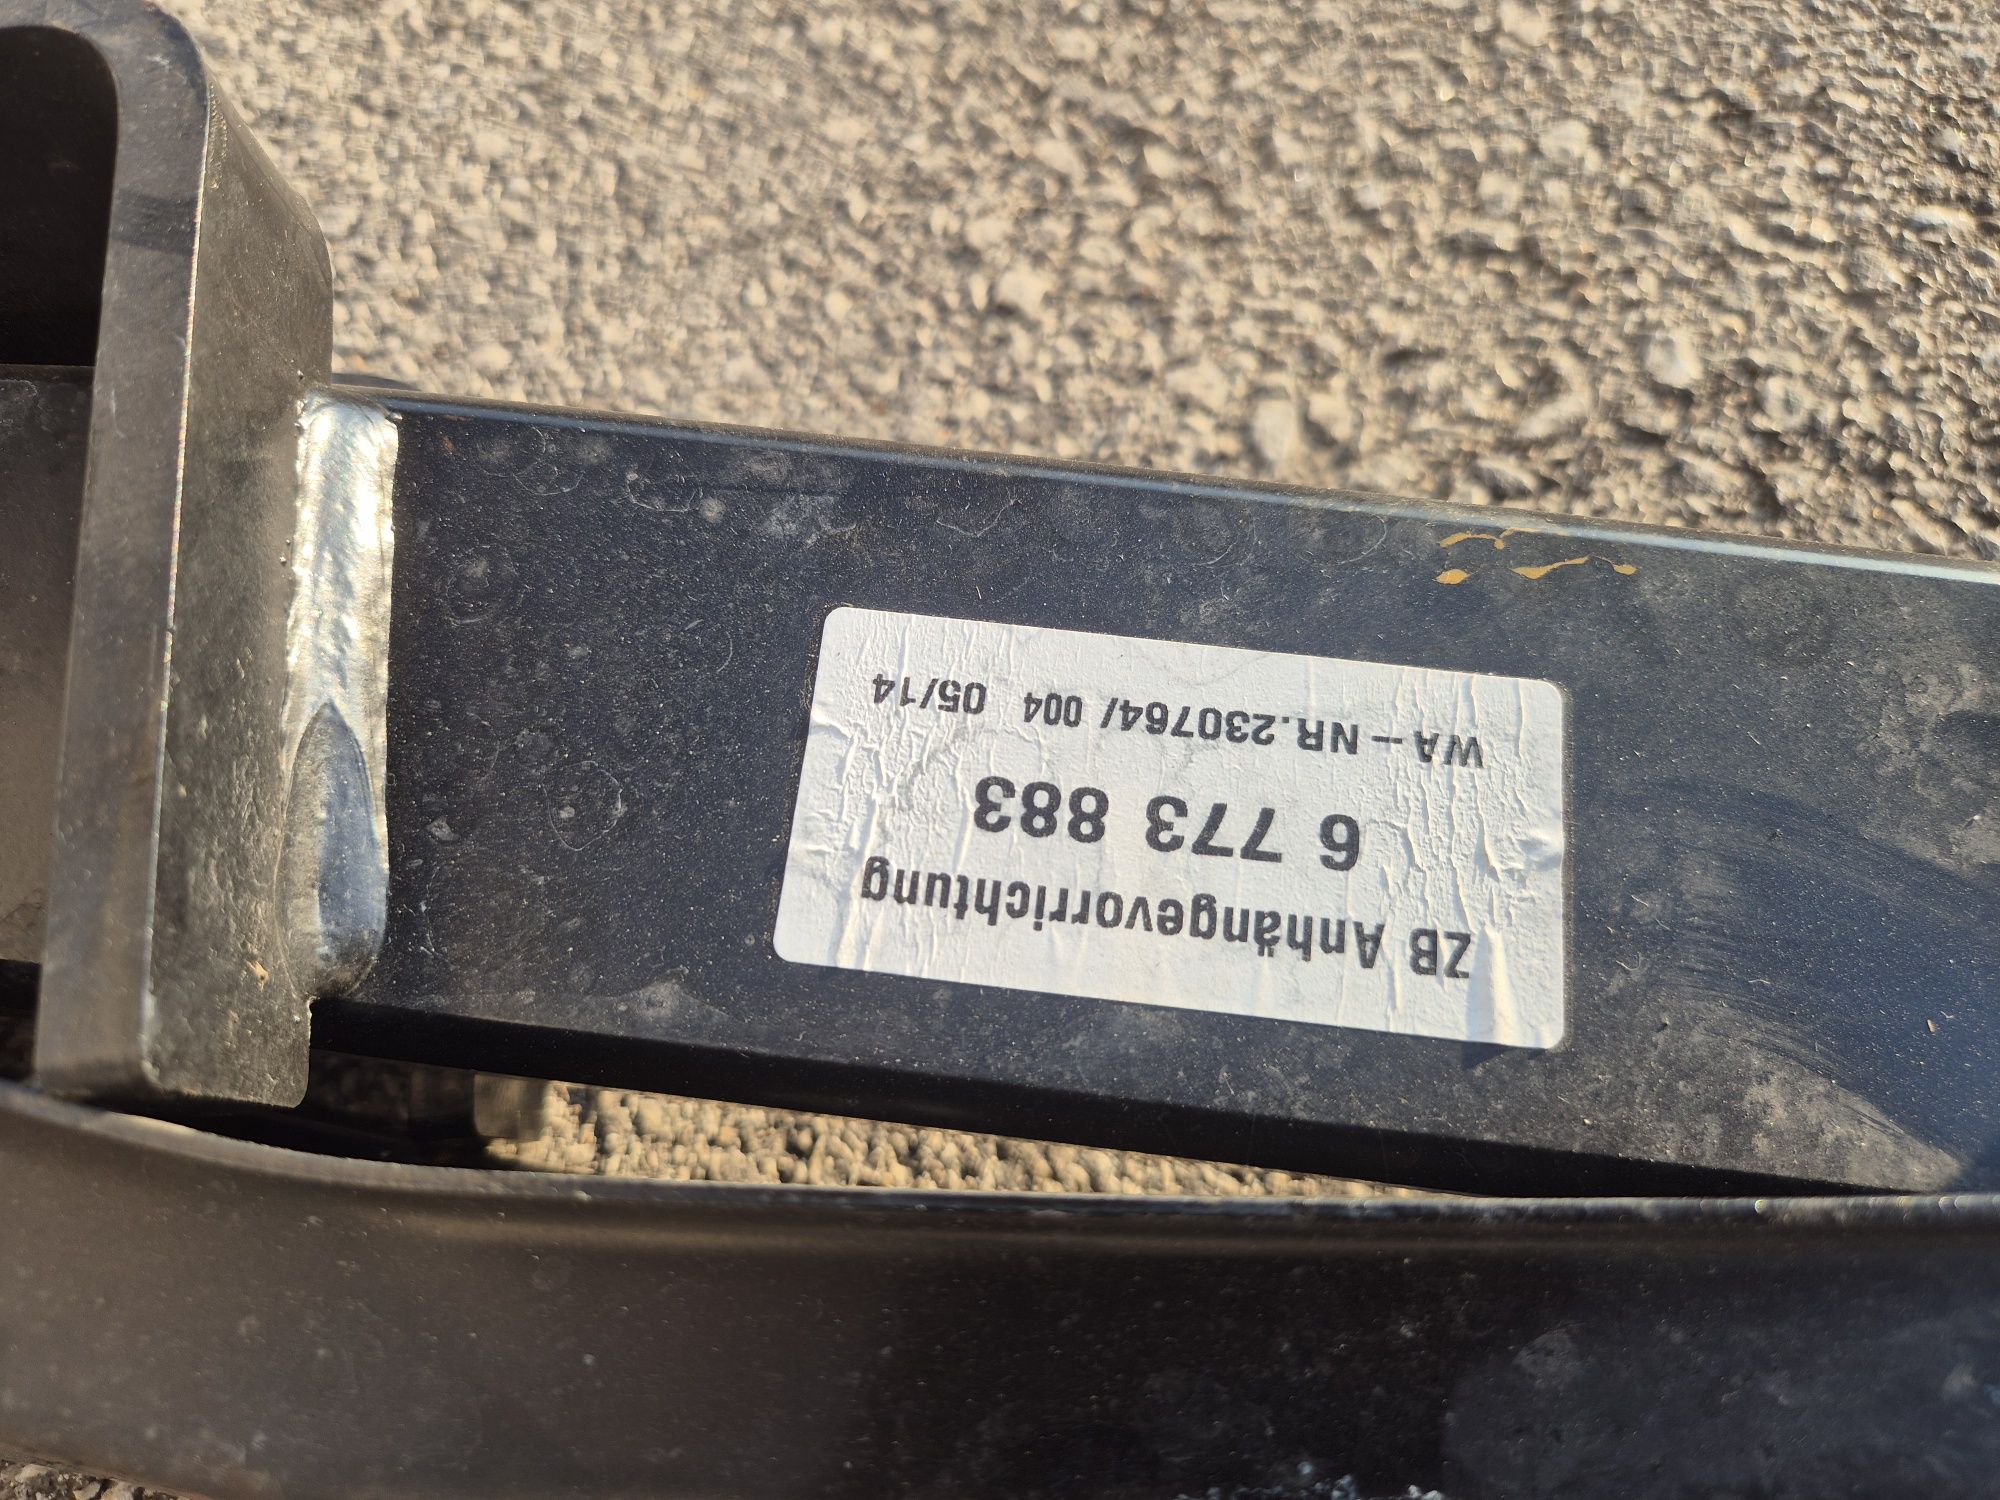 ZB Anhängevorrichtung
6 773 883
WA-NR.230764/ 004 05/14